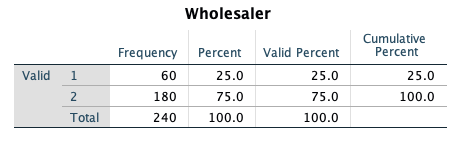 Wholesaler
Frequency Percent Valid Percent Cumulative Percent
Valid 1 60 25.0 25.0 25.0
2 180 75.0 75.0 100.0
Total 240 100.0 100.0